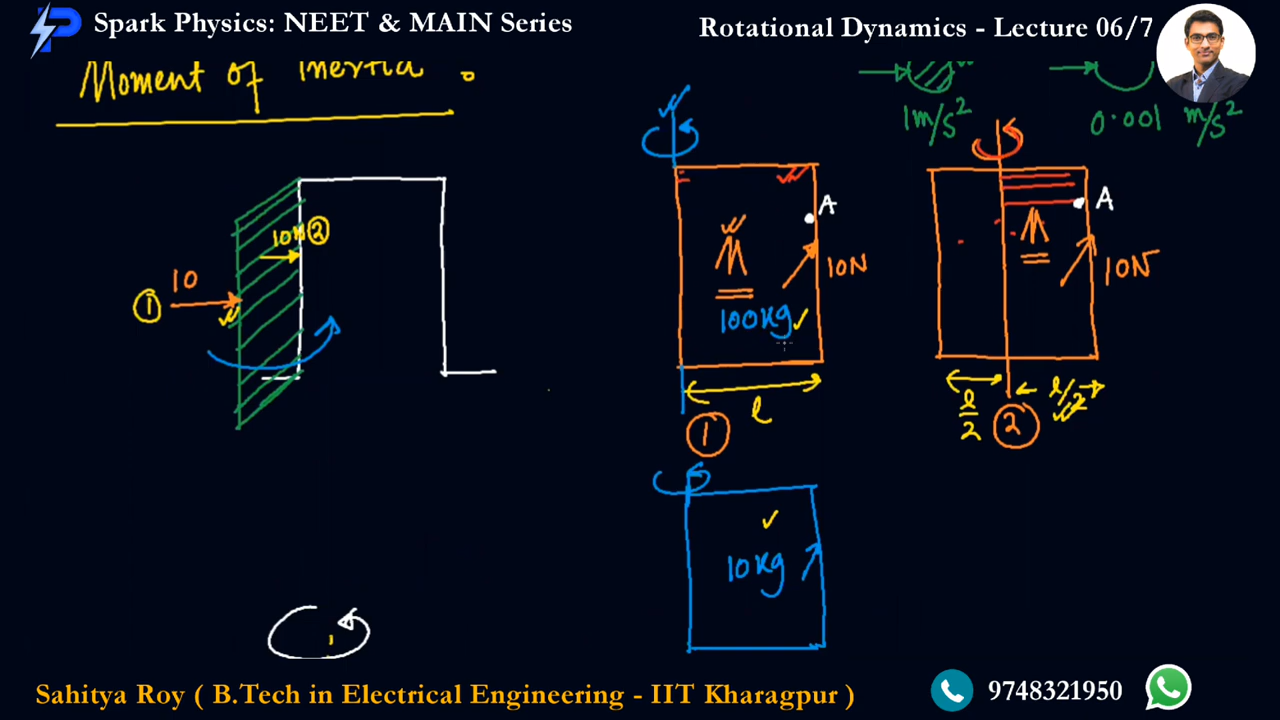 Spark Physics: NEET & MAIN Series
Rotational Dynamics - Lecture 06/7
Moment of Inertia.
1m/s²
0.001 m/s²
10
①
10N ②
A
M
10N
100kg ✓
l
①
A
M
10N
l/2
l/2
②
✓
10kg
Sahitya Roy ( B.Tech in Electrical Engineering - IIT Kharagpur )
9748321950